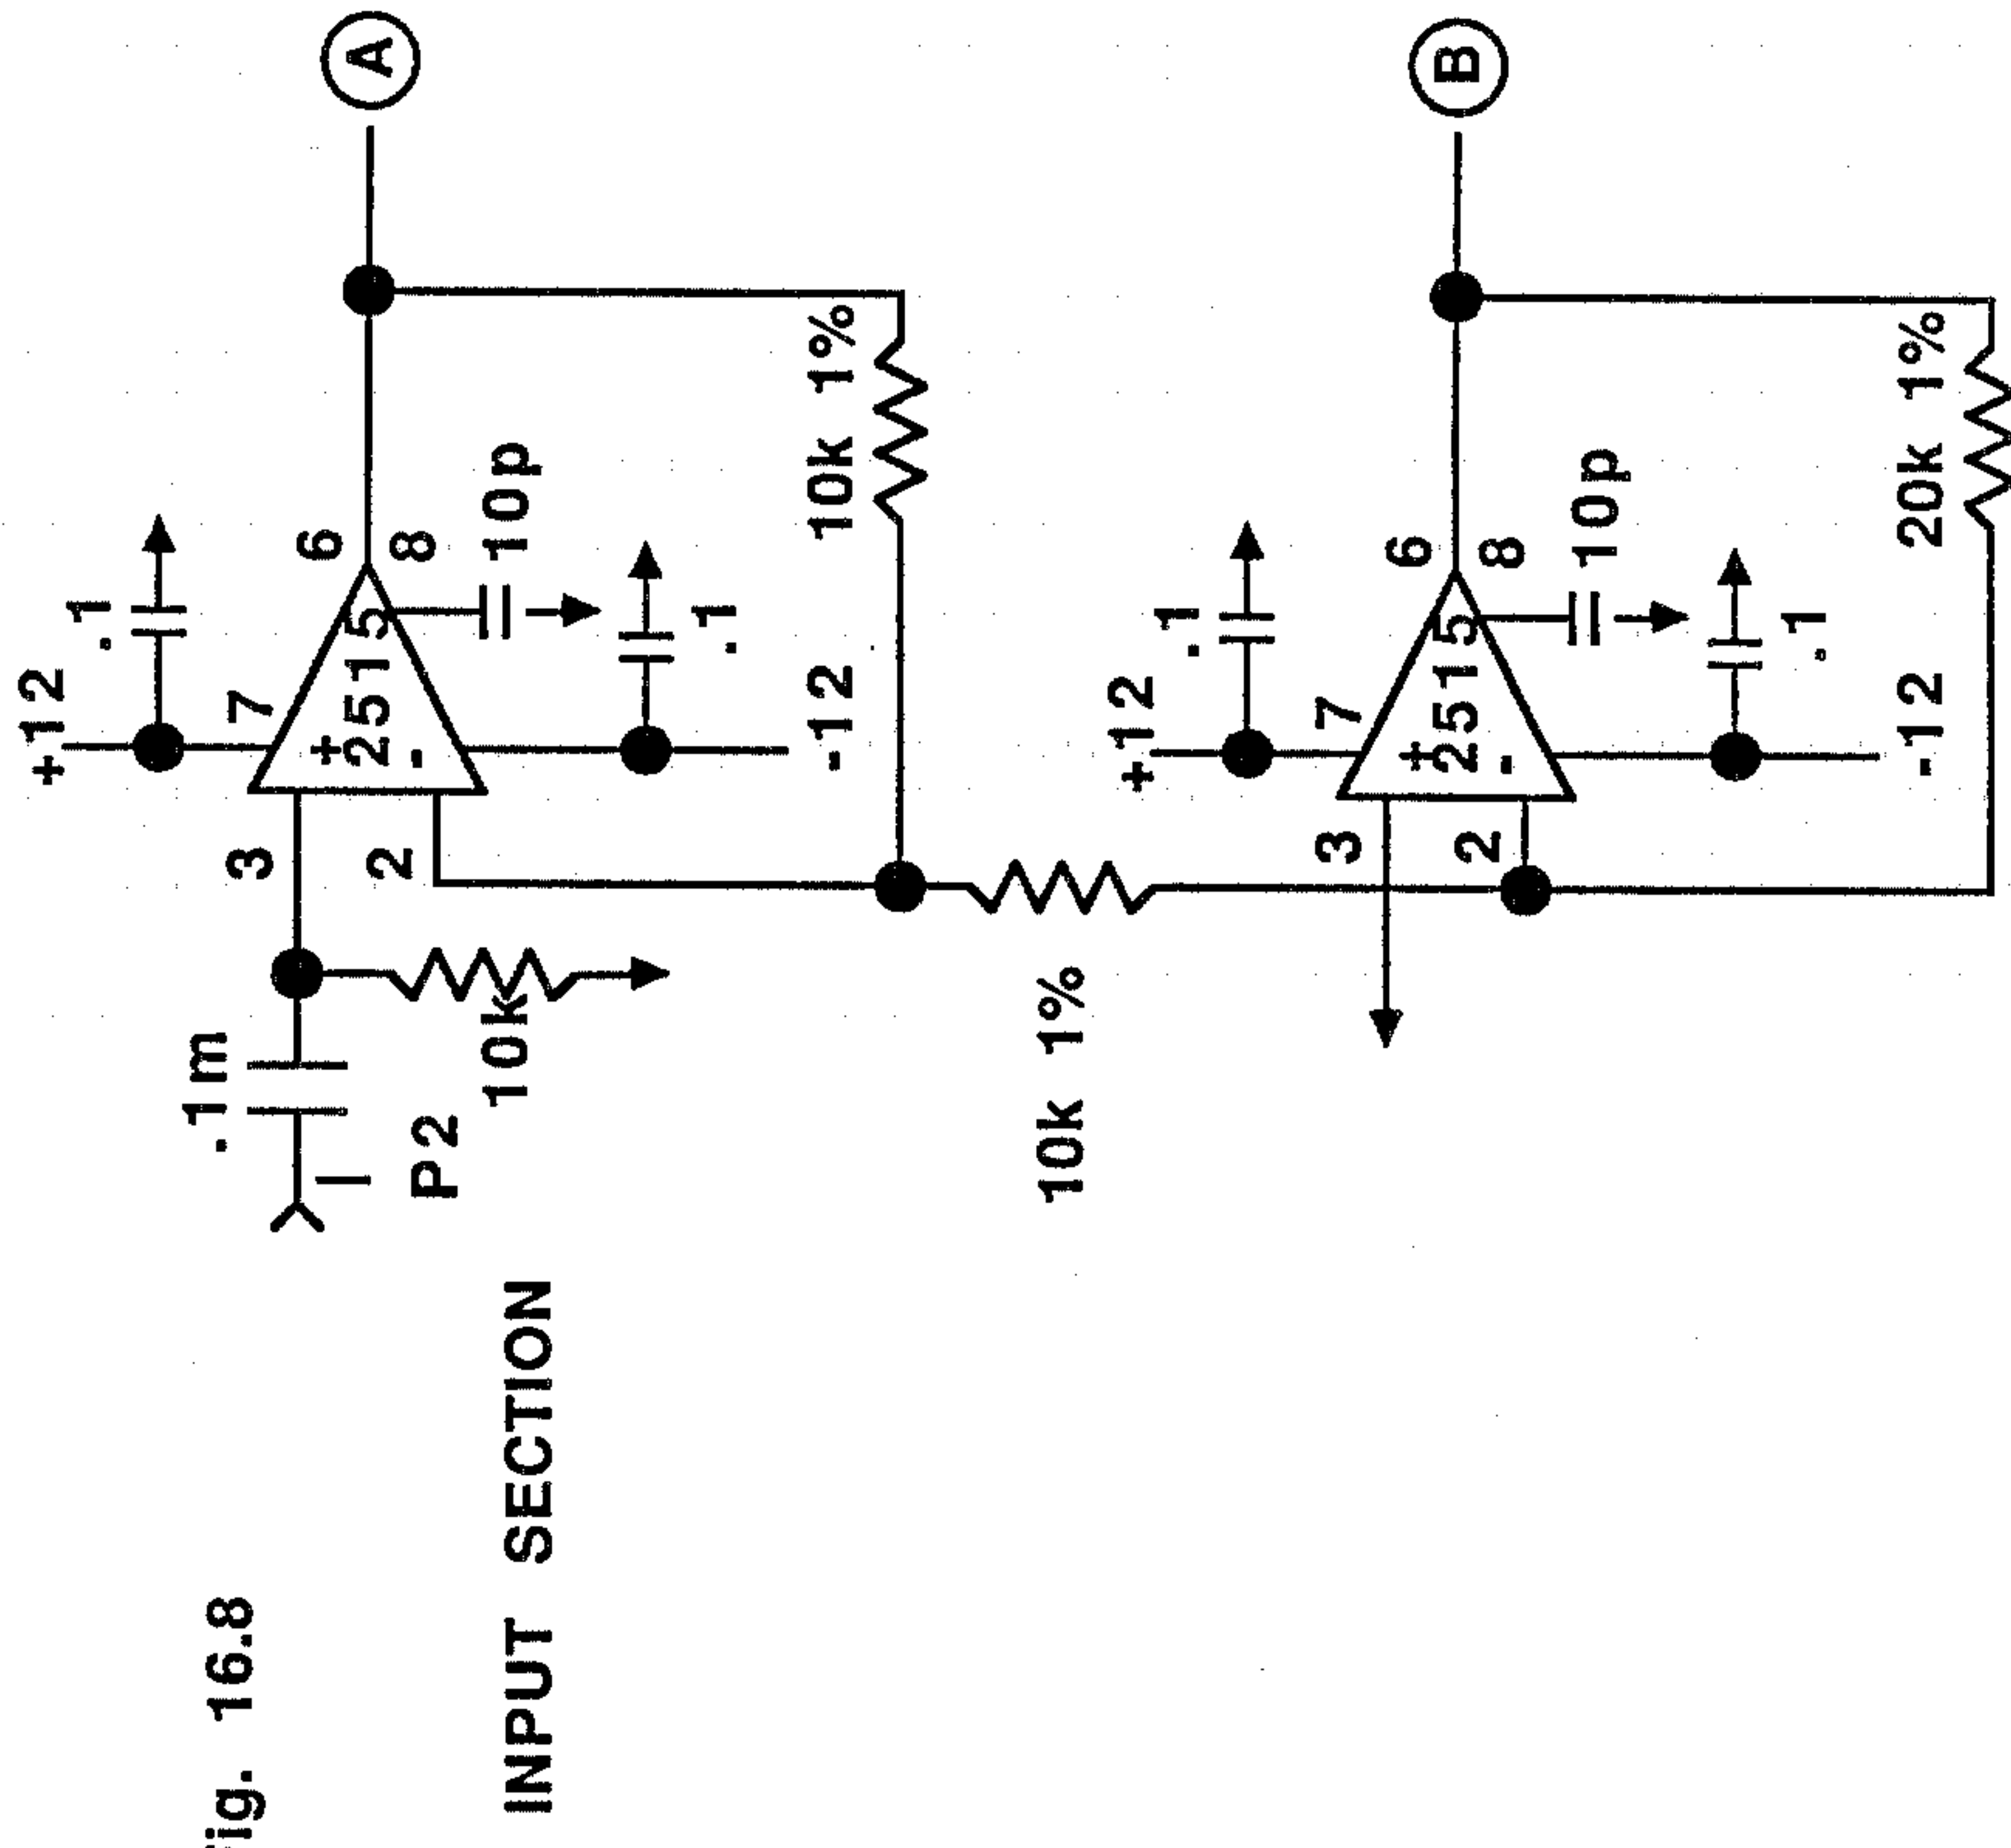 ig. 16.8
INPUT SECTION
+12
.1
7
6
A
3
+
2515
-
8
2
10p
.1m
P2
10k
.1
-12
10k 1%
10k 1%
+12
.1
7
6
B
3
+
2515
-
8
2
10p
.1
-12
20k 1%